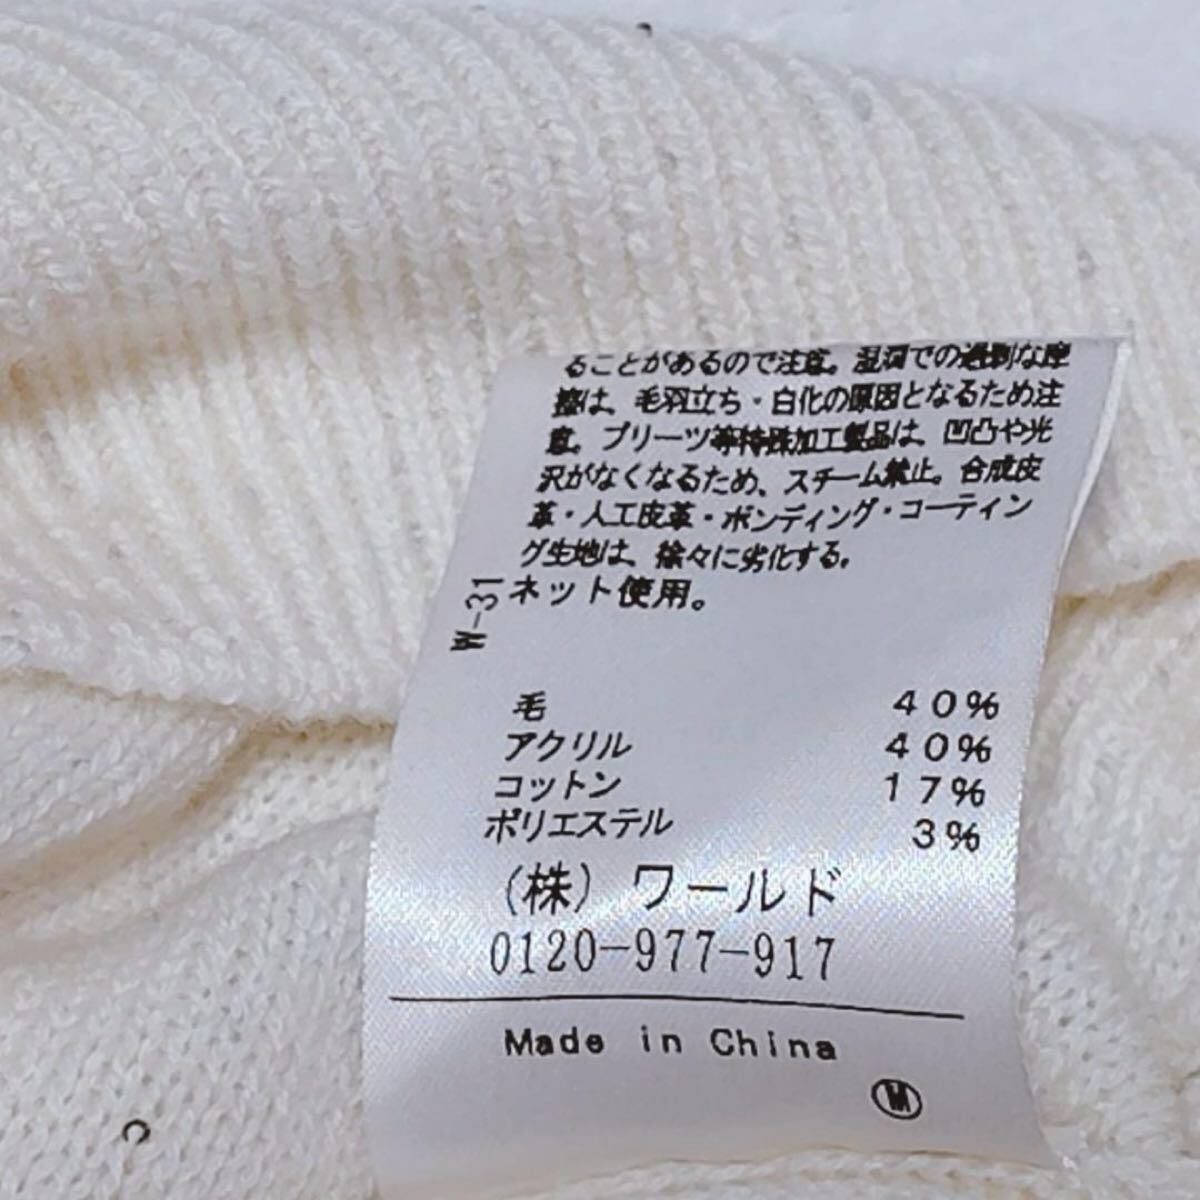 ることがあるので注意。湿潤での過剰な摩
擦は、毛羽立ち・白化の原因となるため注
意。プリーツ等特殊加工製品は、凹凸や光
沢がなくなるため、スチーム禁止。合成皮
革・人工皮革・ボンディング・コーティン
グ生地は、徐々に劣化する。
ネット使用。
W-31
毛 40%
アクリル 40%
コットン 17%
ポリエステル 3%
(株)ワールド
0120-977-917
Made in China
M